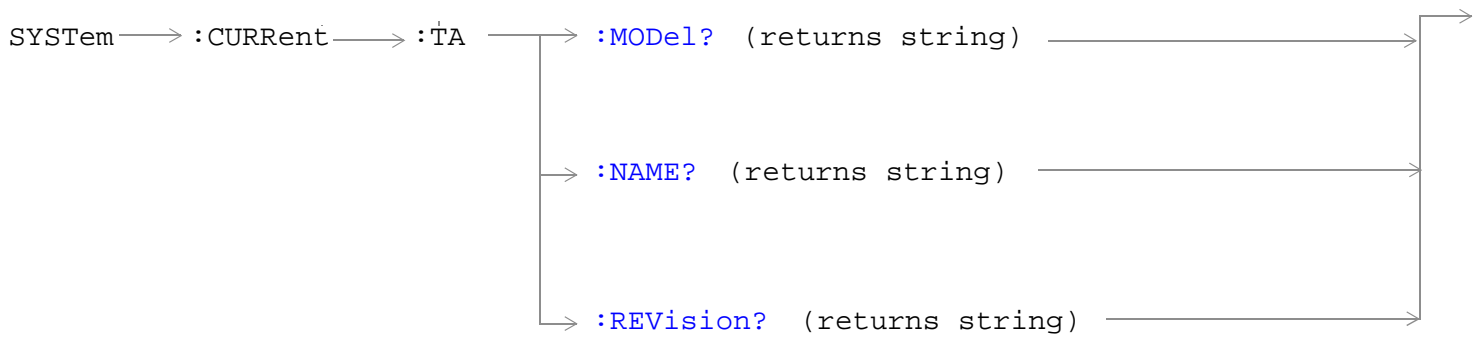 SYSTem :CURRent :TA :MODel? (returns string)
:NAME? (returns string)
:REVision? (returns string)